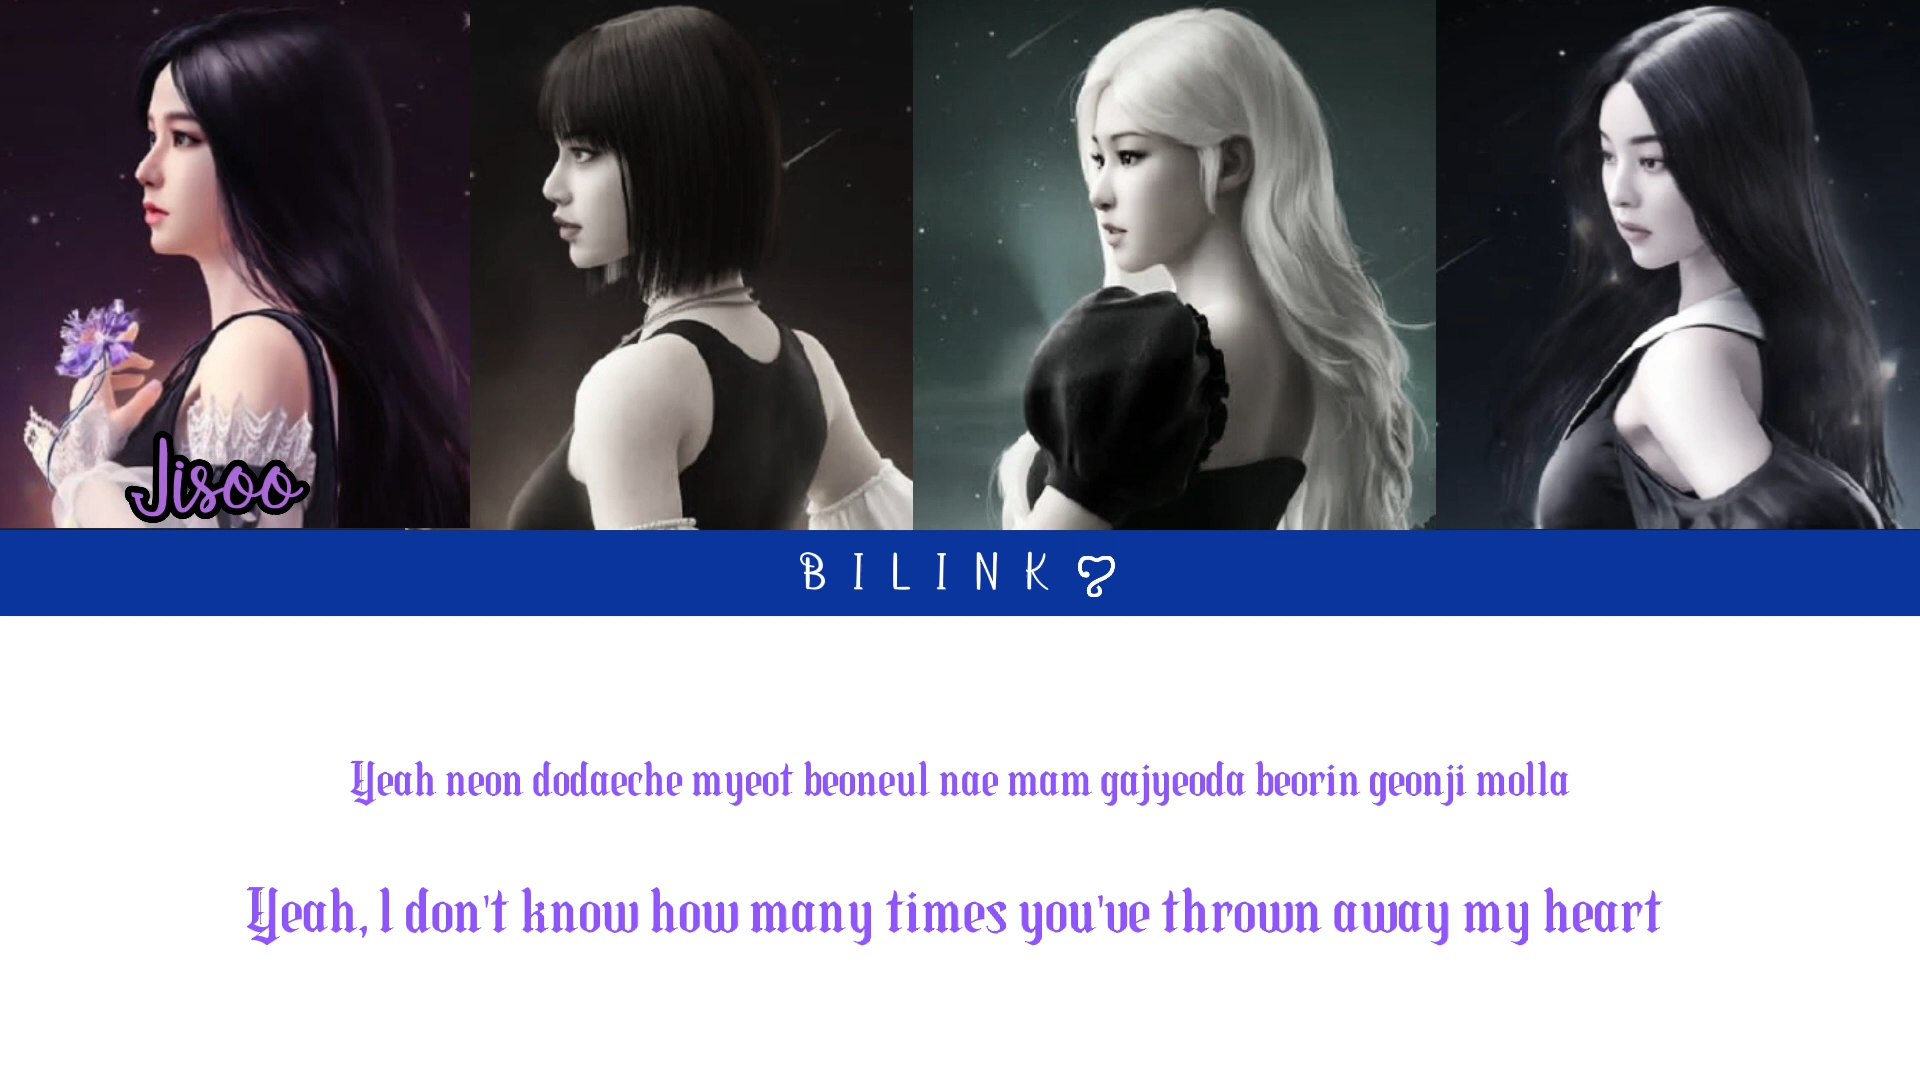 Jisoo
BILINK
Yeah neon dodaeche myeot beoneul nae mam gajyeoda beorin geonji molla
Yeah, I don't know how many times you've thrown away my heart